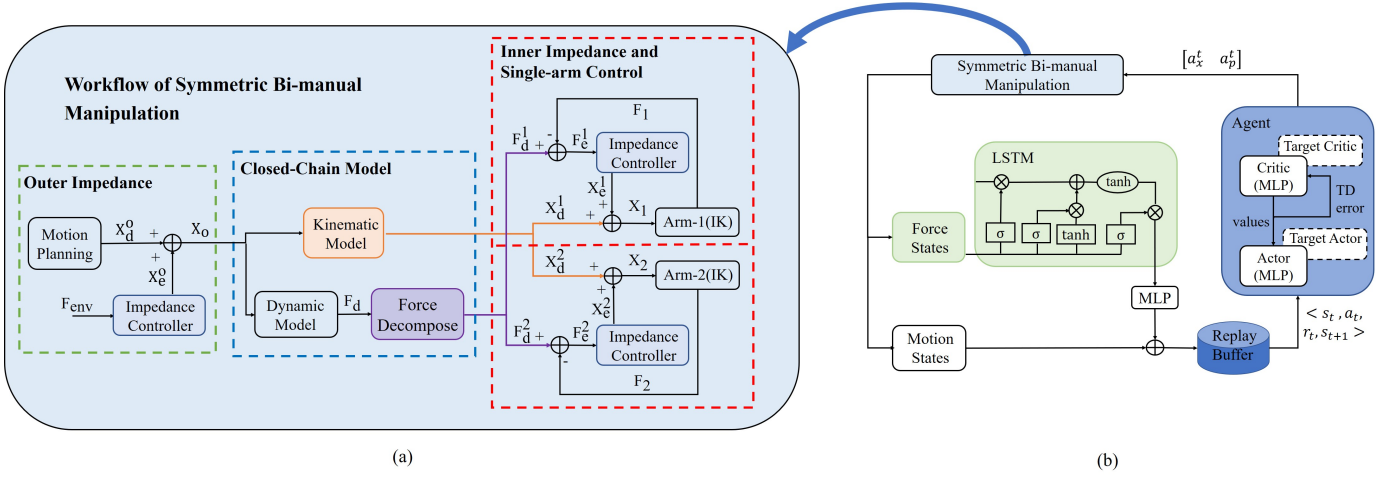 Workflow of Symmetric Bi-manual
Manipulation
Outer Impedance
Motion
Planning
X_d^o
+
+
X_e^o
X_o
F_env
Impedance
Controller
Closed-Chain Model
Kinematic
Model
Dynamic
Model
F_d
Force
Decompose
Inner Impedance and
Single-arm Control
F_1
F_d^1
-
+
F_e^1
Impedance
Controller
X_e^1
+
+
X_d^1
X_1
Arm-1(IK)
X_d^2
+
+
X_2
Arm-2(IK)
X_e^2
F_d^2
+
-
F_e^2
Impedance
Controller
F_2
(a)
Symmetric Bi-manual
Manipulation
[a_x^t a_p^t]
LSTM
tanh
σ
σ
tanh
σ
Force
States
MLP
Motion
States
Replay
Buffer
< s_t , a_t,
r_t, s_{t+1} >
Agent
Target Critic
Critic
(MLP)
TD
error
values
Target Actor
Actor
(MLP)
(b)